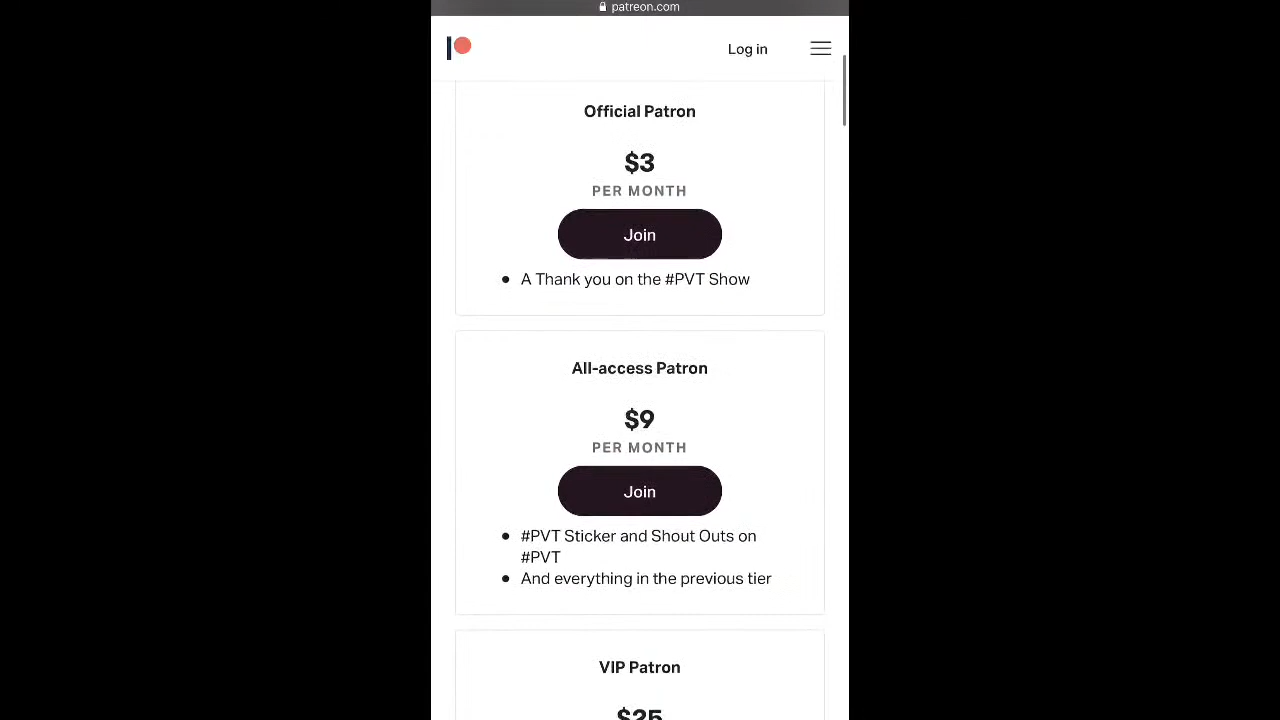 patreon.com
Log in
Official Patron
$3
PER MONTH
Join
A Thank you on the #PVT Show
All-access Patron
$9
PER MONTH
Join
#PVT Sticker and Shout Outs on
#PVT
And everything in the previous tier
VIP Patron
$25